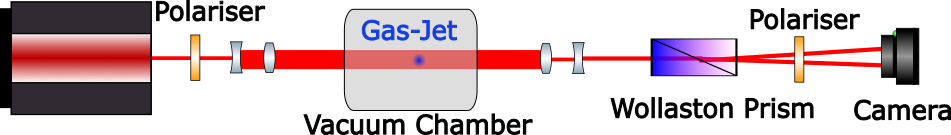 Polariser
Gas-Jet
Vacuum Chamber
Wollaston Prism
Polariser
Camera